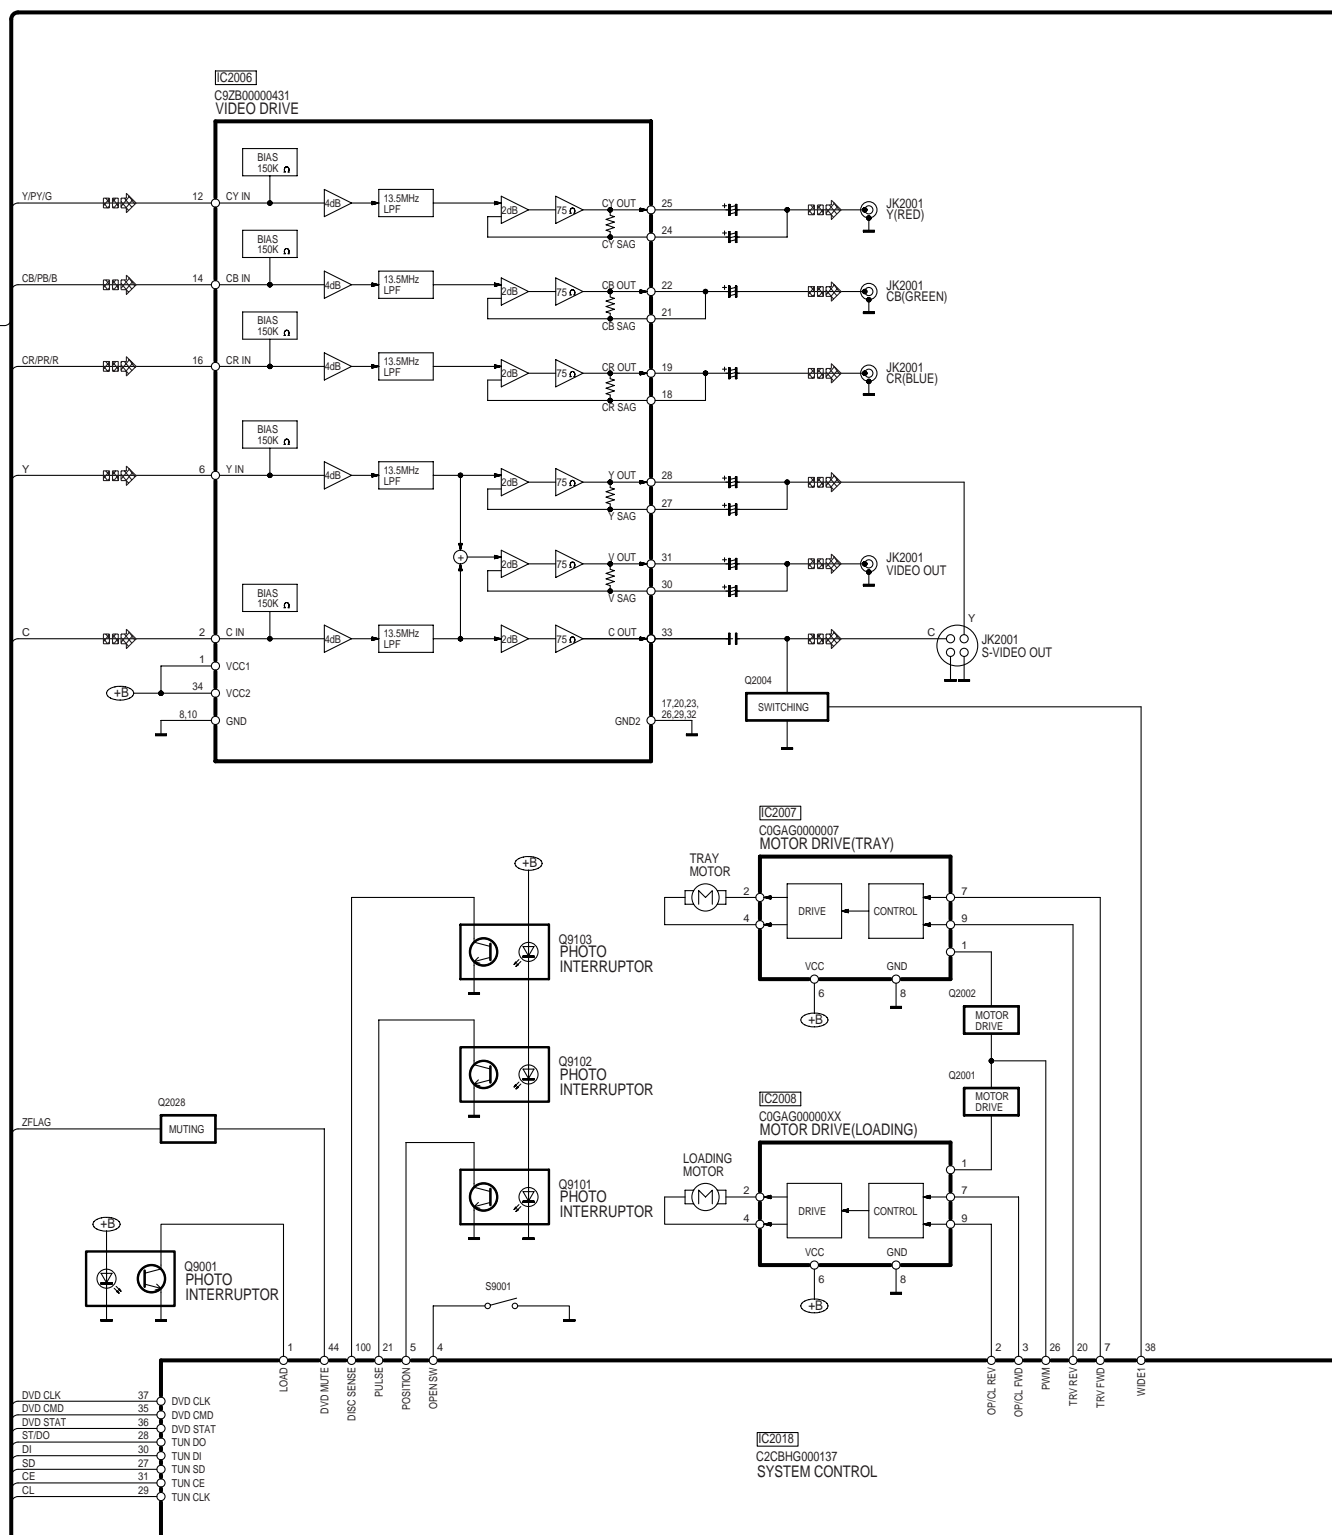 IC2006
C9ZB00000431
VIDEO DRIVE
BIAS
150K Ω
Y/PY/G
12
CY IN
4dB
13.5MHz
LPF
2dB
75Ω
CY OUT
25
24
CY SAG
JK2001
Y(RED)
BIAS
150K Ω
CB/PB/B
14
CB IN
4dB
13.5MHz
LPF
2dB
75Ω
CB OUT
22
21
CB SAG
JK2001
CB(GREEN)
BIAS
150K Ω
CR/PR/R
16
CR IN
4dB
13.5MHz
LPF
2dB
75Ω
CR OUT
19
18
CR SAG
JK2001
CR(BLUE)
BIAS
150K Ω
Y
6
Y IN
4dB
13.5MHz
LPF
2dB
75Ω
Y OUT
28
27
Y SAG
+
2dB
75Ω
V OUT
31
30
V SAG
JK2001
VIDEO OUT
BIAS
150K Ω
C
2
C IN
4dB
13.5MHz
LPF
2dB
75Ω
C OUT
33
C
Y
JK2001
S-VIDEO OUT
1
VCC1
+B
34
VCC2
8,10
GND
GND2
17,20,23,
26,29,32
Q2004
SWITCHING
IC2007
C0GAG0000007
MOTOR DRIVE(TRAY)
TRAY
MOTOR
M
2
4
DRIVE
CONTROL
7
9
1
VCC
GND
6
8
+B
Q2002
MOTOR
DRIVE
Q2001
MOTOR
DRIVE
IC2008
C0GAG00000XX
MOTOR DRIVE(LOADING)
LOADING
MOTOR
M
2
4
DRIVE
CONTROL
1
7
9
VCC
GND
6
8
+B
+B
Q9103
PHOTO
INTERRUPTOR
Q9102
PHOTO
INTERRUPTOR
Q9101
PHOTO
INTERRUPTOR
ZFLAG
Q2028
MUTING
+B
Q9001
PHOTO
INTERRUPTOR
S9001
1
44
100
21
5
4
2
3
26
20
7
38
LOAD
DVD MUTE
DISC SENSE
PULSE
POSITION
OPEN SW
OP/CL REV
OP/CL FWD
PWM
TRV REV
TRV FWD
WIDE1
DVD CLK 37 DVD CLK
DVD CMD 35 DVD CMD
DVD STAT 36 DVD STAT
ST/DO 28 TUN DO
DI 30 TUN DI
SD 27 TUN SD
CE 31 TUN CE
CL 29 TUN CLK
IC2018
C2CBHG000137
SYSTEM CONTROL